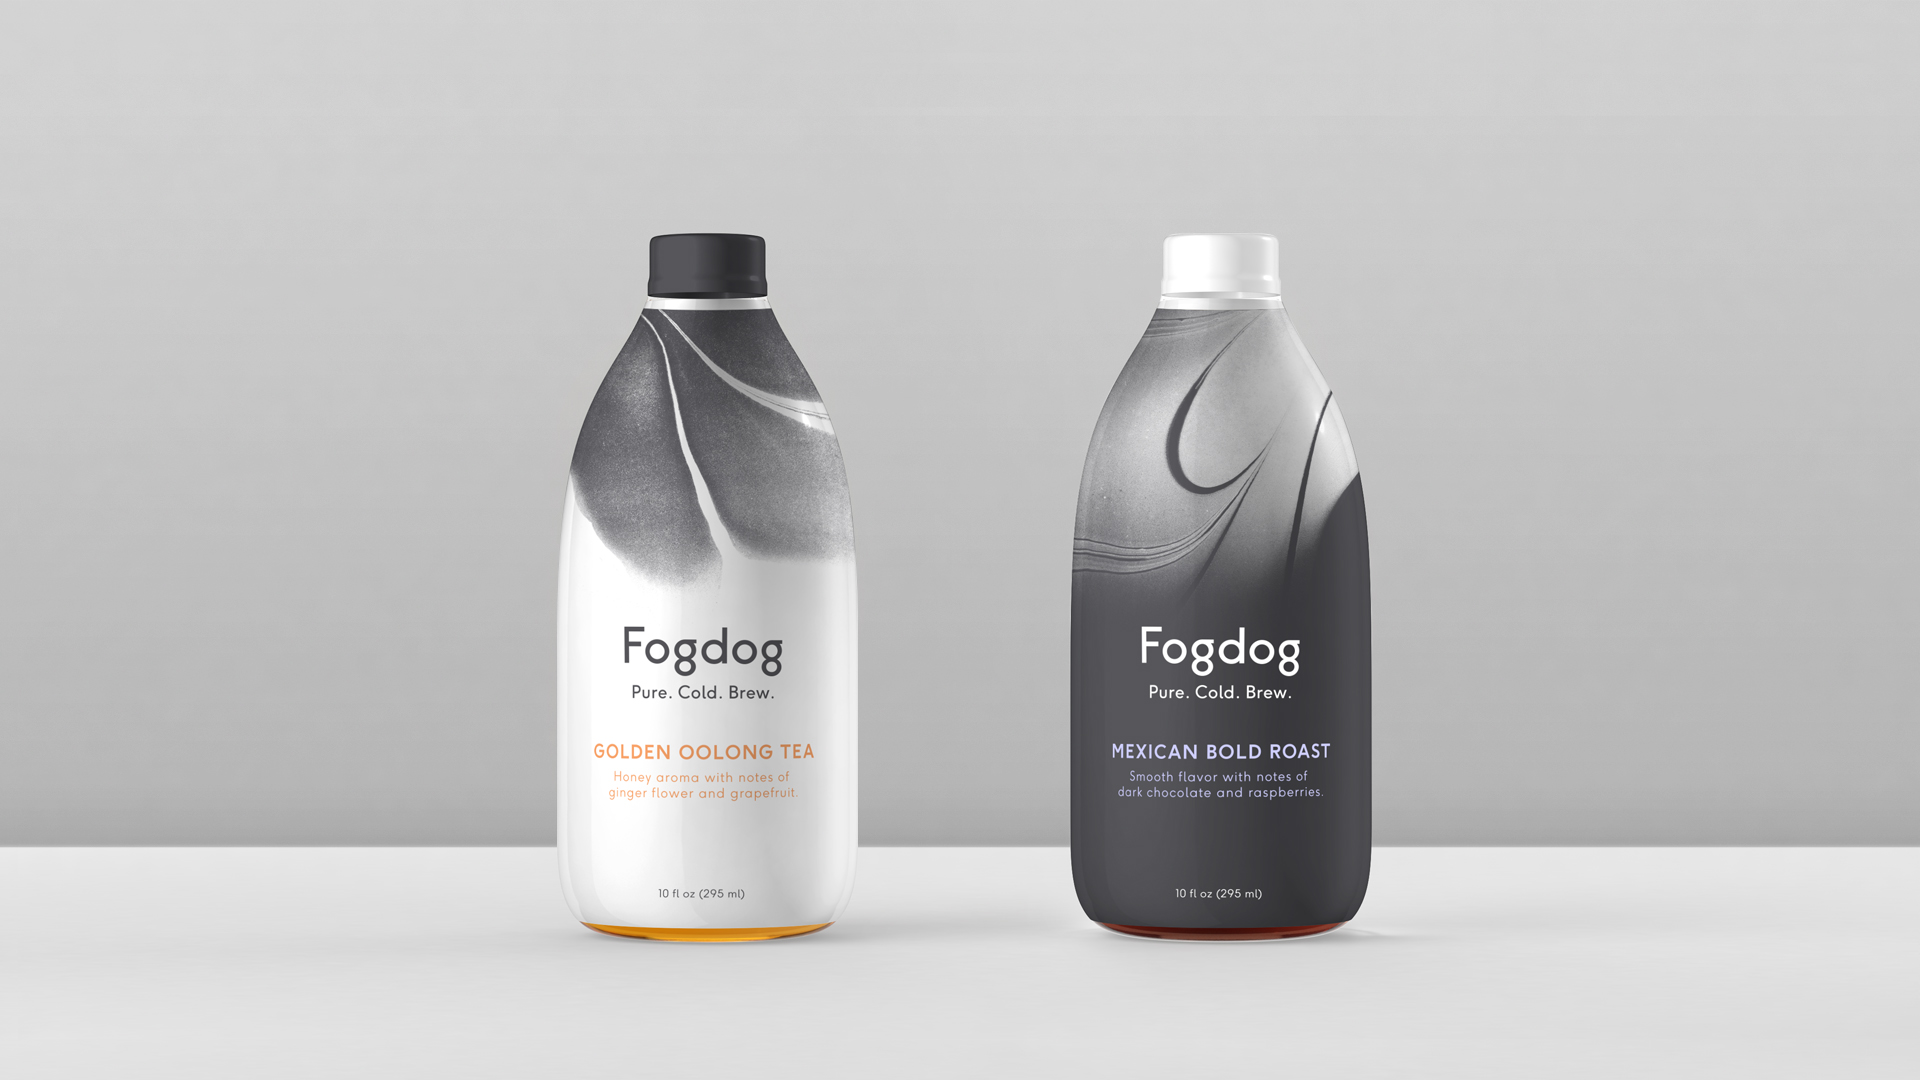 Fogdog
Pure. Cold. Brew.
GOLDEN OOLONG TEA
Honey aroma with notes of
ginger flower and grapefruit.
10 fl oz (295 ml)
Fogdog
Pure. Cold. Brew.
MEXICAN BOLD ROAST
Smooth flavor with notes of
dark chocolate and raspberries.
10 fl oz (295 ml)